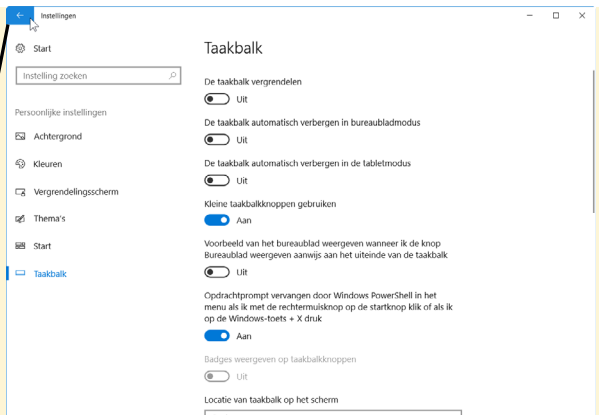 Instellingen
Start
Instelling zoeken
Persoonlijke instellingen
Achtergrond
Kleuren
Vergrendelingsscherm
Thema's
Start
Taakbalk
Taakbalk
De taakbalk vergrendelen
Uit
De taakbalk automatisch verbergen in bureaubladmodus
Uit
De taakbalk automatisch verbergen in de tabletmodus
Uit
Kleine taakbalkknoppen gebruiken
Aan
Voorbeeld van het bureaublad weergeven wanneer ik de knop
Bureaublad weergeven aanwijs aan het uiteinde van de taakbalk
Uit
Opdrachtprompt vervangen door Windows PowerShell in het
menu als ik met de rechtermuisknop op de startknop klik of als ik
op de Windows-toets + X druk
Aan
Badges weergeven op taakbalkknoppen
Uit
Locatie van taakbalk op het scherm